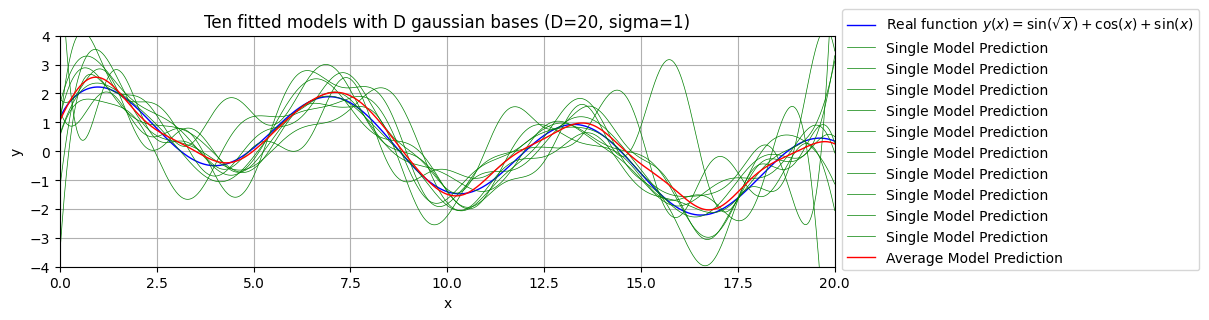 Ten fitted models with D gaussian bases (D=20, sigma=1)
4
3
2
1
0
−1
−2
−3
−4
y
0.0 2.5 5.0 7.5 10.0 12.5 15.0 17.5 20.0
x
Real function y(x) = sin(√x) + cos(x) + sin(x)
Single Model Prediction
Single Model Prediction
Single Model Prediction
Single Model Prediction
Single Model Prediction
Single Model Prediction
Single Model Prediction
Single Model Prediction
Single Model Prediction
Single Model Prediction
Average Model Prediction